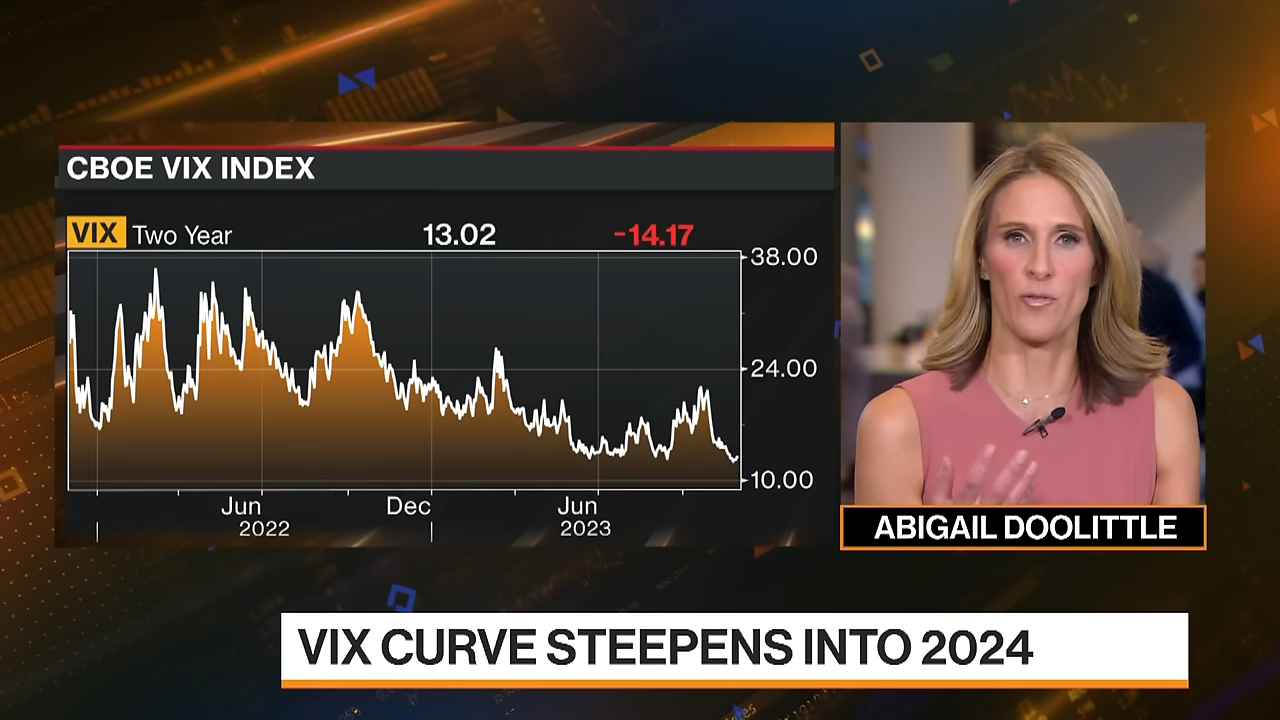 CBOE VIX INDEX
VIX Two Year 13.02 -14.17
38.00
24.00
10.00
Jun Dec Jun
2022 2023
ABIGAIL DOOLITTLE
VIX CURVE STEEPENS INTO 2024